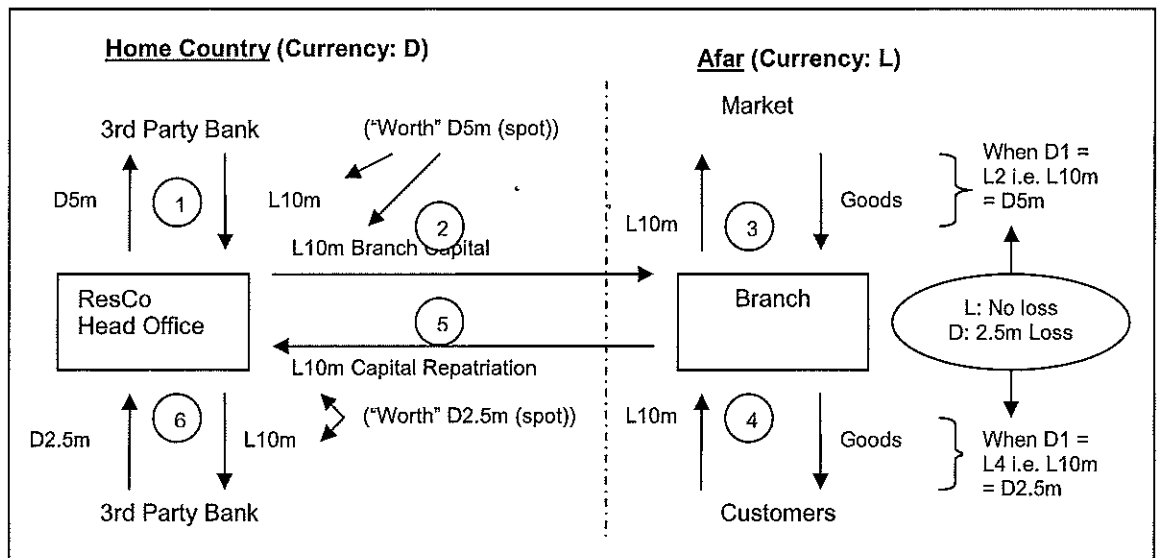 Home Country (Currency: D)
Afar (Currency: L)
Market
3rd Party Bank
("Worth" D5m (spot))
D5m
1
L10m
2
L10m Branch Capital
L10m
3
Goods
When D1 =
L2 i.e. L10m
= D5m
ResCo
Head Office
5
L10m Capital Repatriation
Branch
L: No loss
D: 2.5m Loss
D2.5m
6
L10m
("Worth" D2.5m (spot))
L10m
4
Goods
When D1 =
L4 i.e. L10m
= D2.5m
3rd Party Bank
Customers